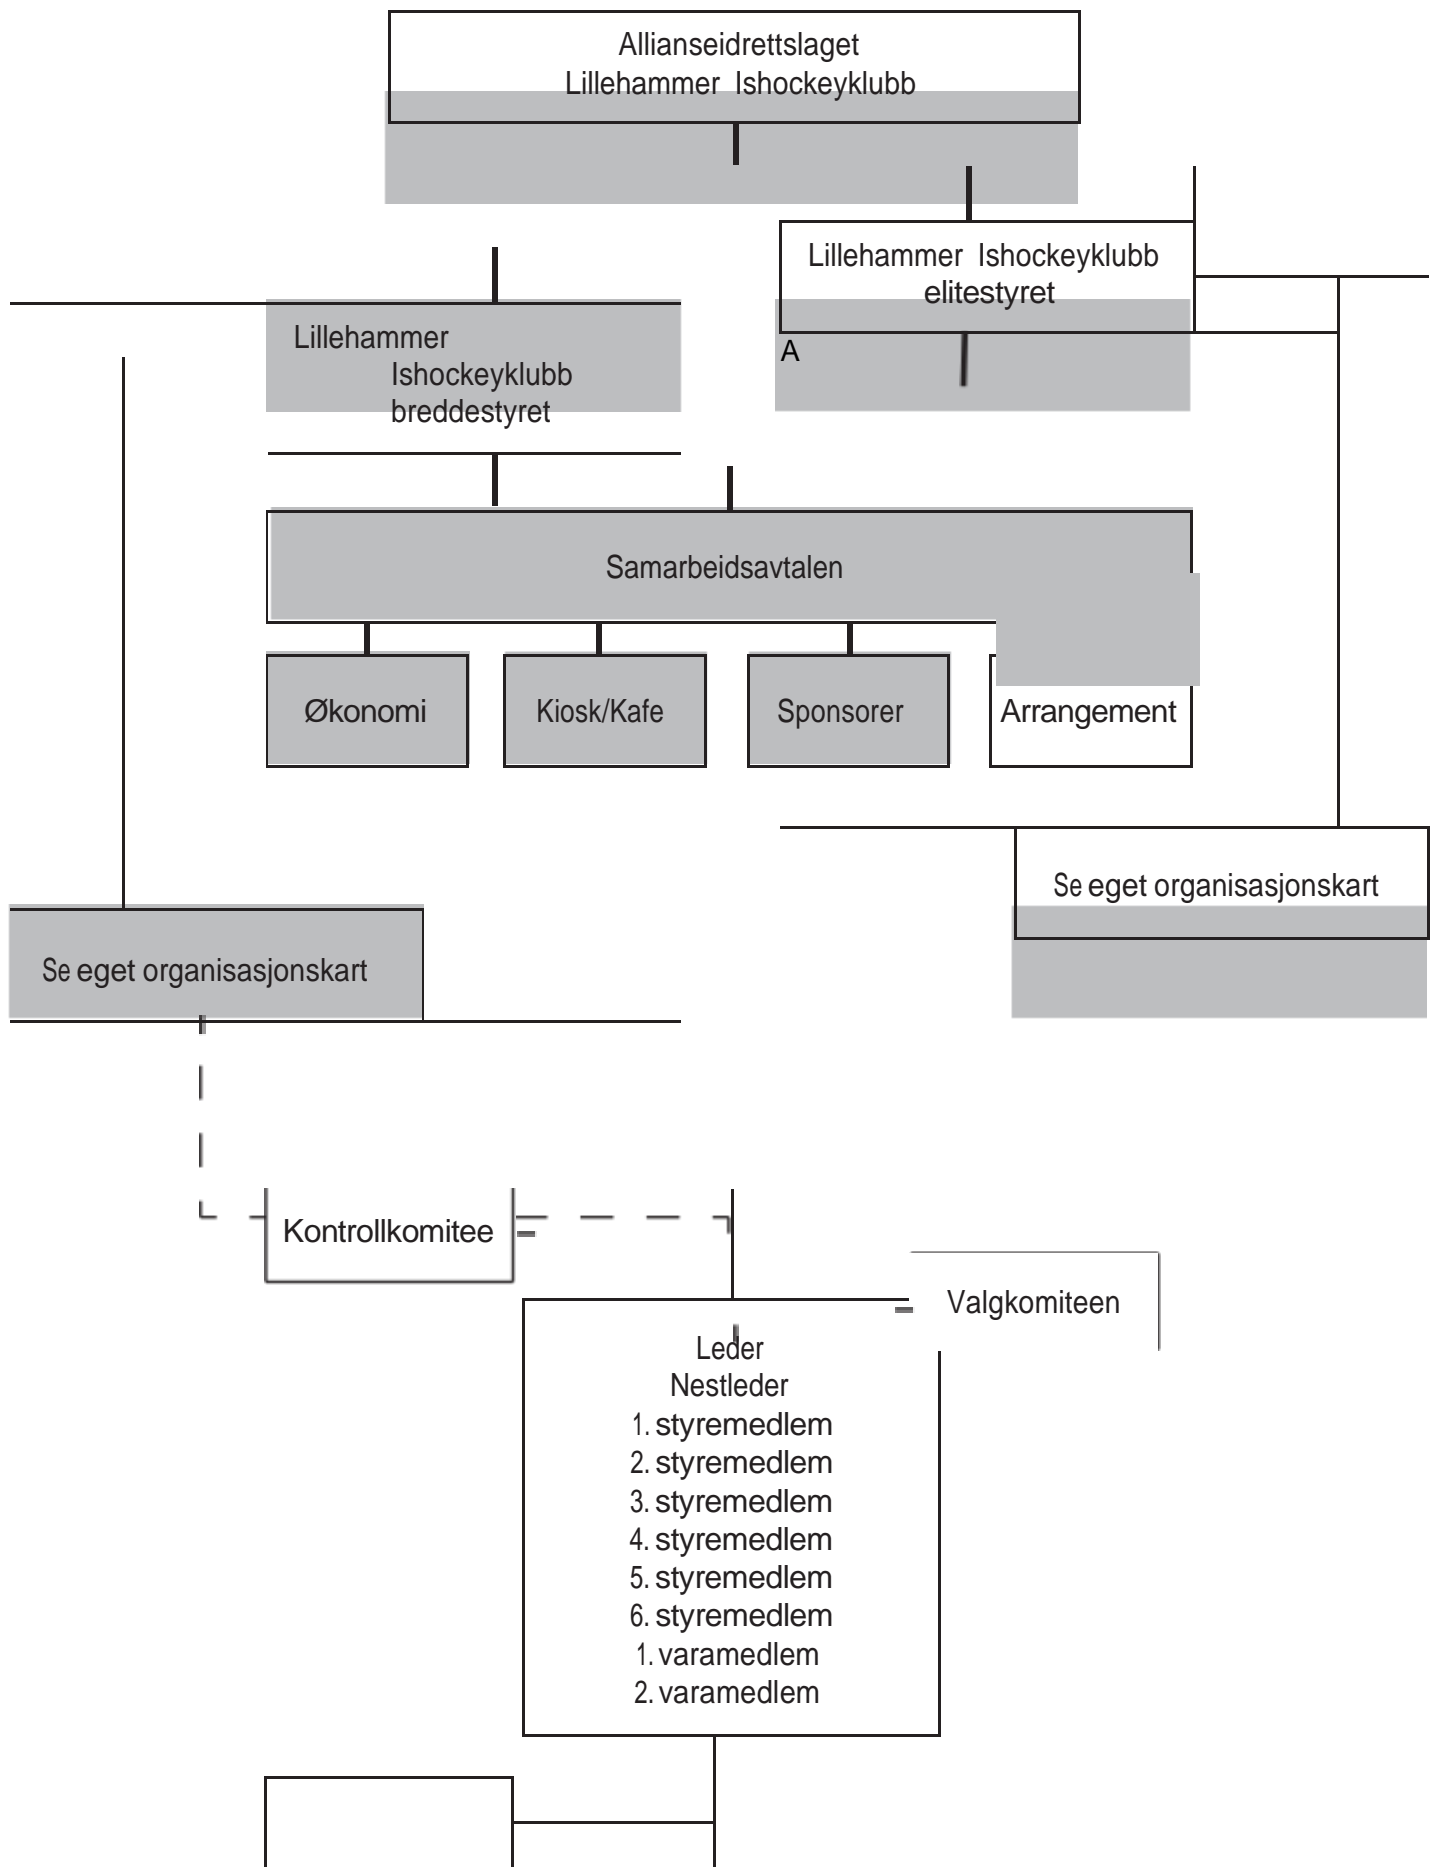 Allianseidrettslaget
Lillehammer Ishockeyklubb
Lillehammer Ishockeyklubb
elitestyret
A
Lillehammer
Ishockeyklubb
breddestyret
Samarbeidsavtalen
Økonomi
Kiosk/Kafe
Sponsorer
Arrangement
Se eget organisasjonskart
Se eget organisasjonskart
Kontrollkomitee
Valgkomiteen
Leder
Nestleder
1. styremedlem
2. styremedlem
3. styremedlem
4. styremedlem
5. styremedlem
6. styremedlem
1. varamedlem
2. varamedlem